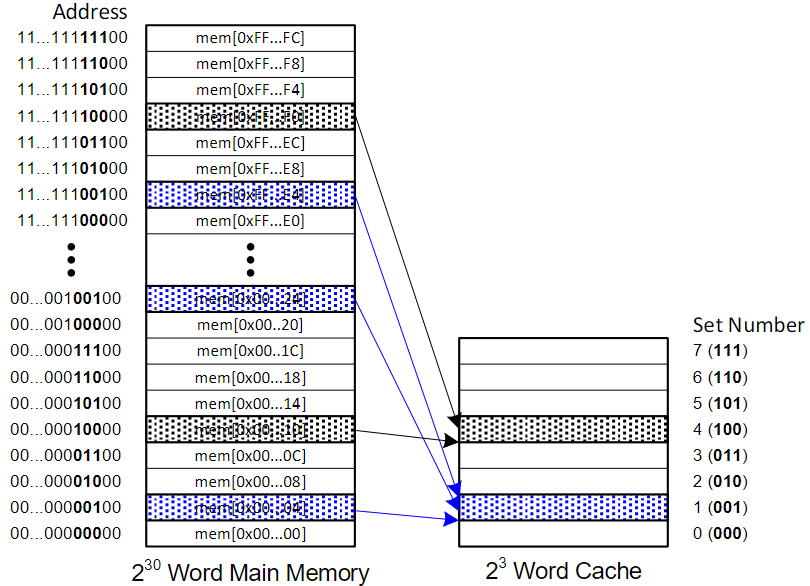 Address
11...11111100 mem[0xFF...FC]
11...11111000 mem[0xFF...F8]
11...11110100 mem[0xFF...F4]
11...11110000 mem[0xFF...F0]
11...11101100 mem[0xFF...EC]
11...11101000 mem[0xFF...E8]
11...11100100 mem[0xFF...E4]
11...11100000 mem[0xFF...E0]
00...00100100 mem[0x00...24]
00...00100000 mem[0x00..20]
Set Number
00...00011100 mem[0x00..1C] 7 (111)
00...00011000 mem[0x00...18] 6 (110)
00...00010100 mem[0x00...14] 5 (101)
00...00010000 mem[0x00...10] 4 (100)
00...00001100 mem[0x00...0C] 3 (011)
00...00001000 mem[0x00...08] 2 (010)
00...00000100 mem[0x00...04] 1 (001)
00...00000000 mem[0x00...00] 0 (000)
2³⁰ Word Main Memory 2³ Word Cache